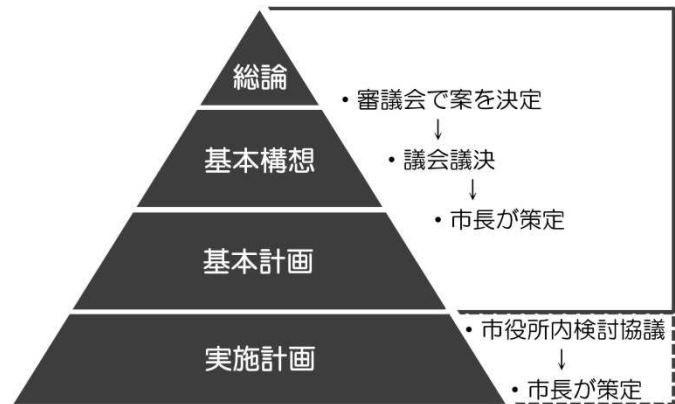 総論
基本構想
基本計画
実施計画
・審議会で案を決定
↓
・議会議決
↓
・市長が策定
・市役所内検討協議
↓
・市長が策定